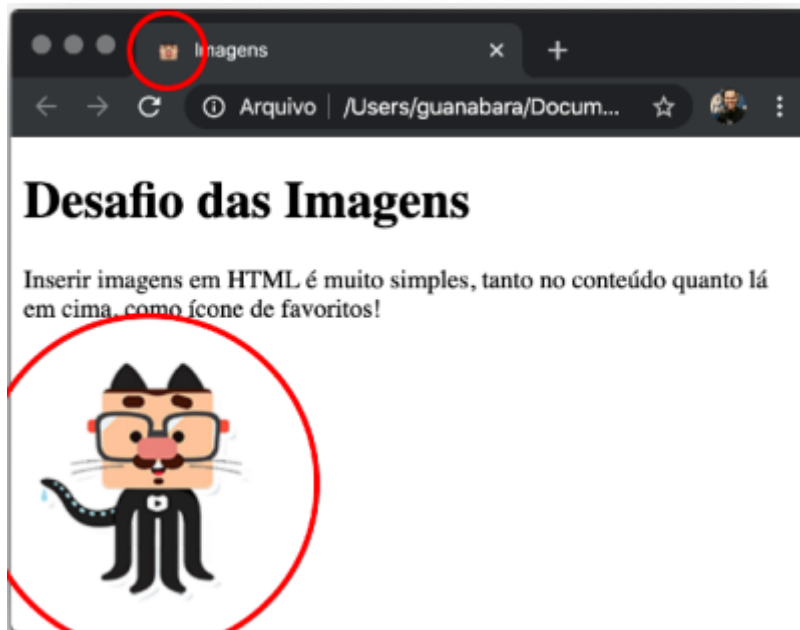 Imagens
Arquivo /Users/guanabara/Docum...
Desafio das Imagens
Inserir imagens em HTML é muito simples, tanto no conteúdo quanto lá
em cima, como ícone de favoritos!